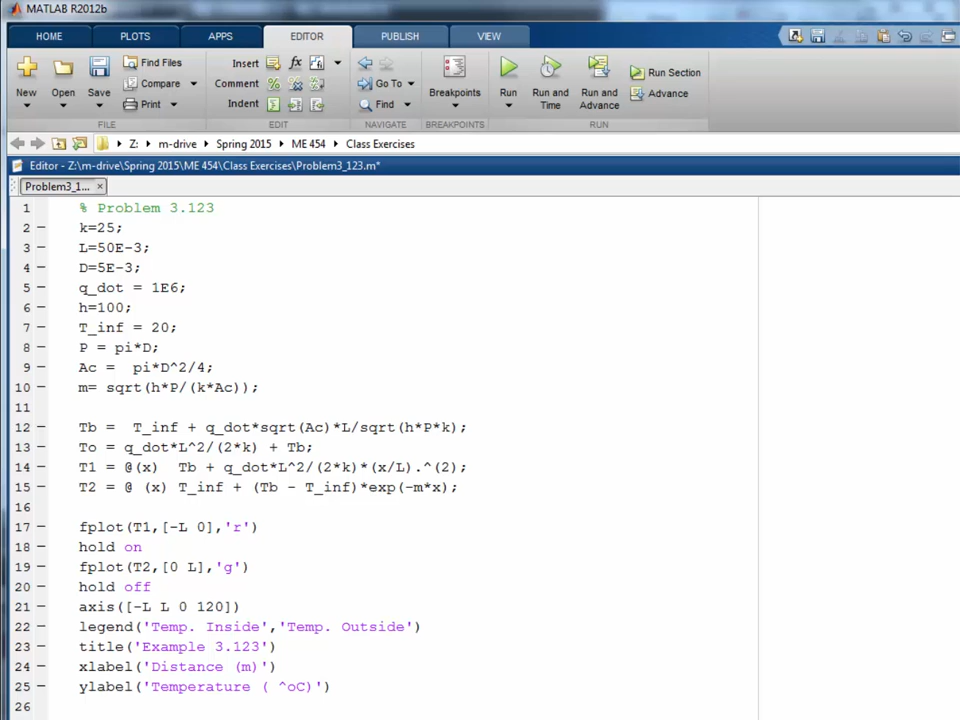 MATLAB R2012b
HOME PLOTS APPS EDITOR PUBLISH VIEW
New Open Save Find Files Compare Print
Insert Comment Indent
Go To Find
Breakpoints
Run Run and Time Run and Advance Run Section Advance
FILE EDIT NAVIGATE BREAKPOINTS RUN
Z: m-drive Spring 2015 ME 454 Class Exercises
Editor - Z:\m-drive\Spring 2015\ME 454\Class Exercises\Problem3_123.m*
Problem3_1... ×
1 % Problem 3.123
2 – k=25;
3 – L=50E-3;
4 – D=5E-3;
5 – q_dot = 1E6;
6 – h=100;
7 – T_inf = 20;
8 – P = pi*D;
9 – Ac =  pi*D^2/4;
10 – m= sqrt(h*P/(k*Ac));
11
12 – Tb =  T_inf + q_dot*sqrt(Ac)*L/sqrt(h*P*k);
13 – To = q_dot*L^2/(2*k) + Tb;
14 – T1 = @(x)  Tb + q_dot*L^2/(2*k)*(x/L).^(2);
15 – T2 = @ (x) T_inf + (Tb - T_inf)*exp(-m*x);
16
17 – fplot(T1,[-L 0],'r')
18 – hold on
19 – fplot(T2,[0 L],'g')
20 – hold off
21 – axis([-L L 0 120])
22 – legend('Temp. Inside','Temp. Outside')
23 – title('Example 3.123')
24 – xlabel('Distance (m)')
25 – ylabel('Temperature ( ^oC)')
26